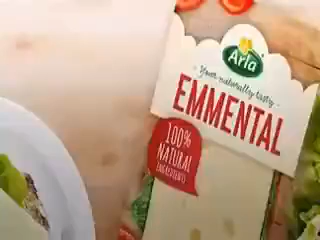 Arla
Your naturally tasty
EMMENTAL
100%
NATURAL
INGREDIENTS